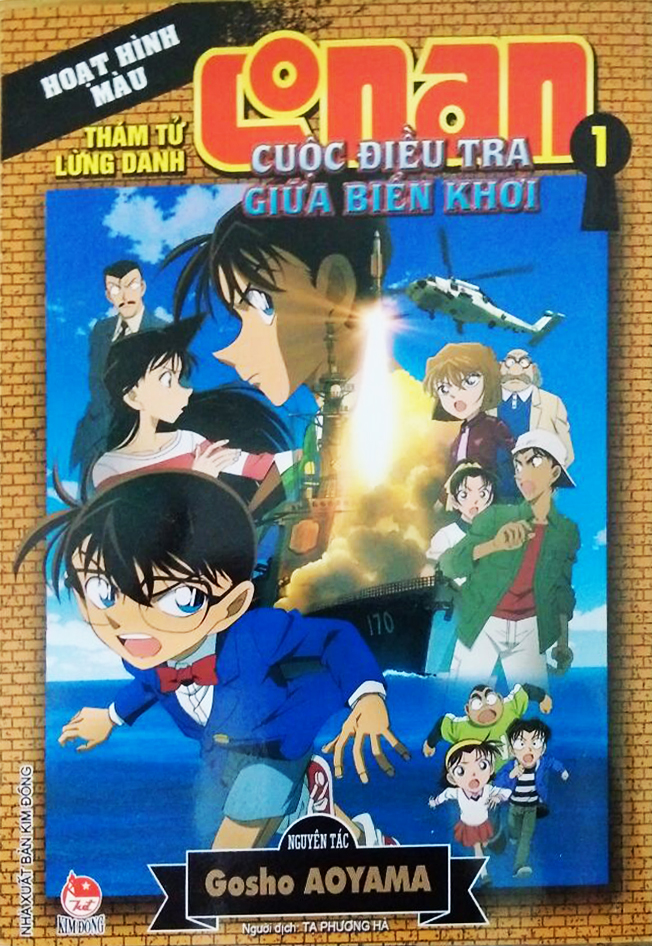 HOẠT HÌNH
MÀU
THÁM TỬ
LỪNG DANH
Conan
CUỘC ĐIỀU TRA
GIỮA BIỂN KHƠI
1
170
NGUYÊN TÁC
Gosho AOYAMA
Người dịch: TẠ PHƯƠNG HÀ
NHÀ XUẤT BẢN KIM ĐỒNG
KIM ĐỒNG